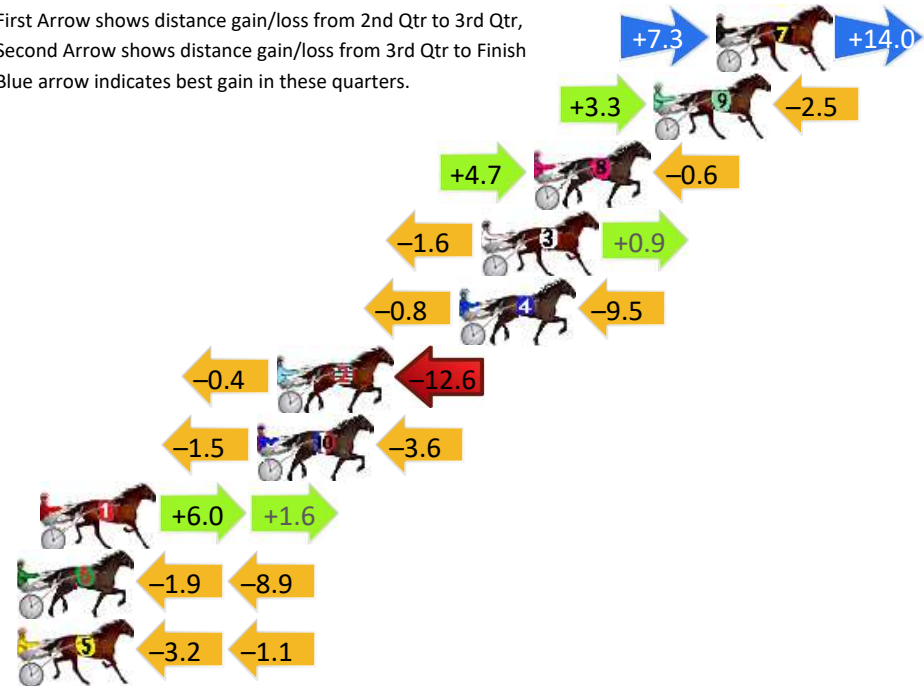 First Arrow shows distance gain/loss from 2nd Qtr to 3rd Qtr,
Second Arrow shows distance gain/loss from 3rd Qtr to Finish
Blue arrow indicates best gain in these quarters.
+7.3 7 +14.0
+3.3 9 –2.5
+4.7 8 –0.6
–1.6 3 +0.9
–0.8 4 –9.5
–0.4 2 –12.6
–1.5 10 –3.6
1 +6.0 +1.6
6 –1.9 –8.9
5 –3.2 –1.1